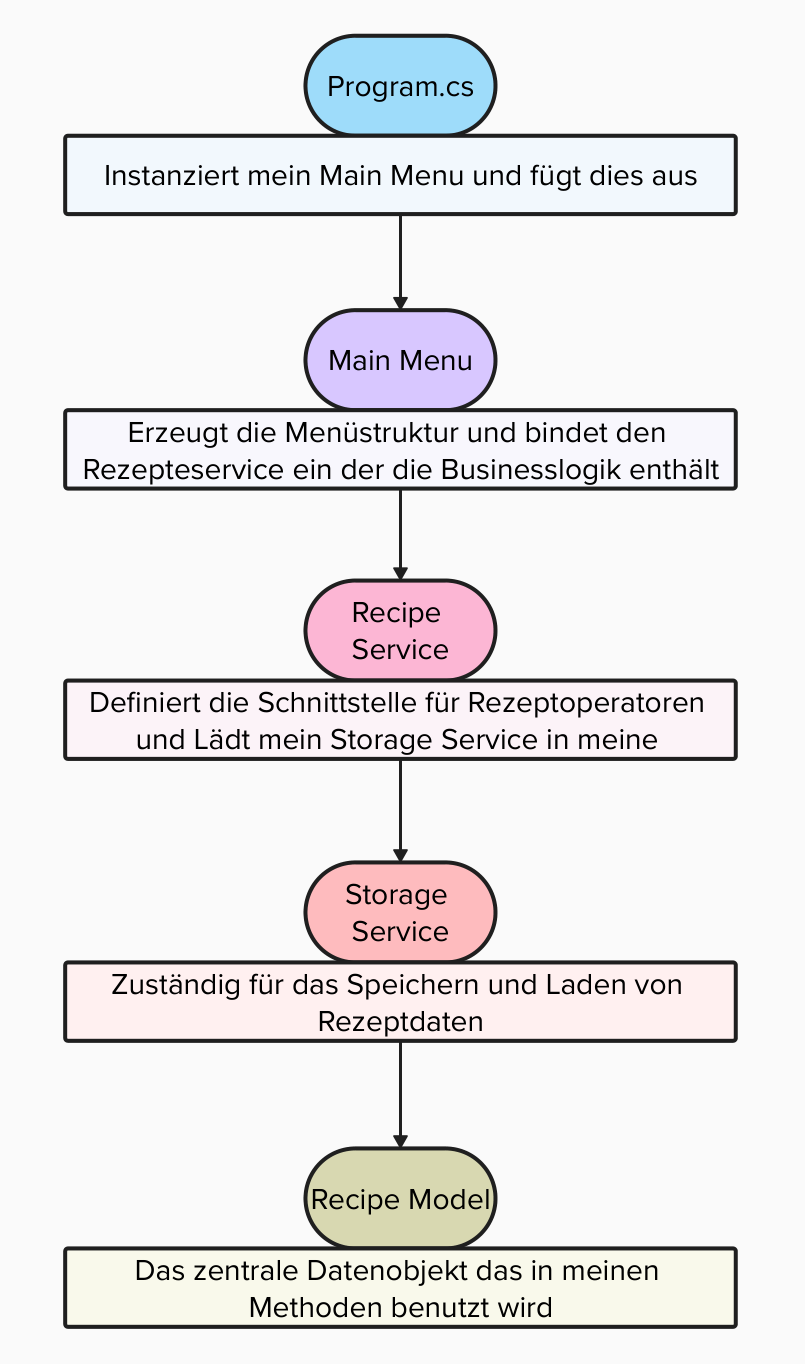 Program.cs
Instanziert mein Main Menu und fügt dies aus
Main Menu
Erzeugt die Menüstruktur und bindet den
Rezepteservice ein der die Businesslogik enthält
Recipe
Service
Definiert die Schnittstelle für Rezeptoperatoren
und Lädt mein Storage Service in meine
Storage
Service
Zuständig für das Speichern und Laden von
Rezeptdaten
Recipe Model
Das zentrale Datenobjekt das in meinen
Methoden benutzt wird